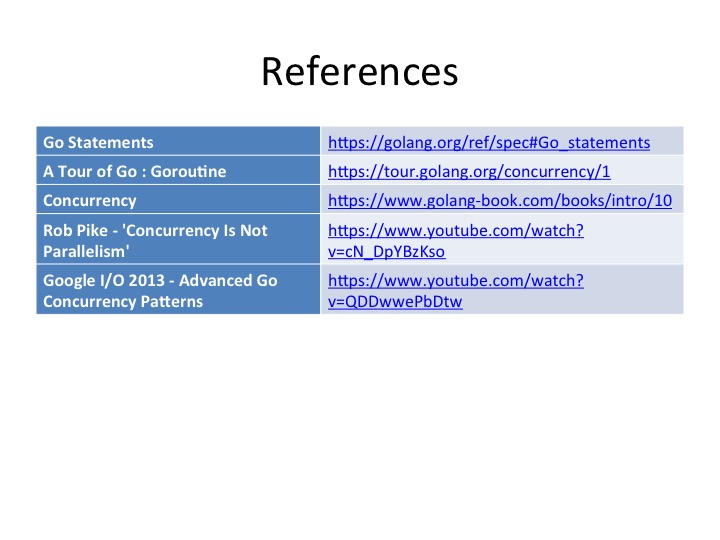 References
Go Statements
https://golang.org/ref/spec#Go_statements
A Tour of Go : Goroutine
https://tour.golang.org/concurrency/1
Concurrency
https://www.golang-book.com/books/intro/10
Rob Pike - 'Concurrency Is Not
Parallelism'
https://www.youtube.com/watch?
v=cN_DpYBzKso
Google I/O 2013 - Advanced Go
Concurrency Patterns
https://www.youtube.com/watch?
v=QDDwwePbDtw